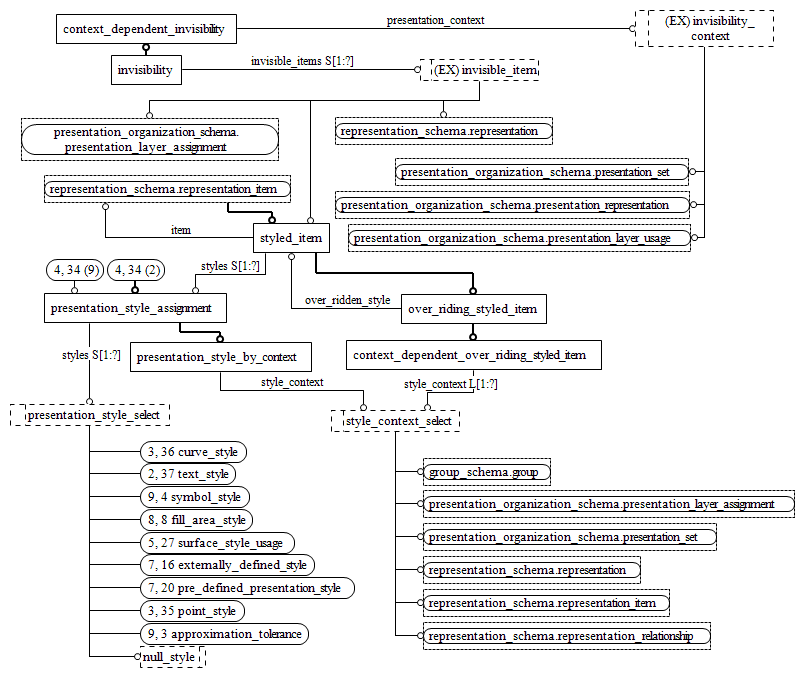 presentation_context
context_dependent_invisibility
(EX) invisibility_
context
invisible_items S[1:?]
invisibility
(EX) invisible_item
presentation_organization_schema.
presentation_layer_assignment
representation_schema.representation
presentation_organization_schema.presentation_set
representation_schema.representation_item
presentation_organization_schema.presentation_representation
item
styled_item
presentation_organization_schema.presentation_layer_usage
4, 34 (9)
4, 34 (2)
styles S[1:?]
over_ridden_style
presentation_style_assignment
over_riding_styled_item
styles S[1:?]
presentation_style_by_context
context_dependent_over_riding_styled_item
style_context
style_context L[1:?]
presentation_style_select
style_context_select
3, 36 curve_style
2, 37 text_style
9, 4 symbol_style
8, 8 fill_area_style
5, 27 surface_style_usage
7, 16 externally_defined_style
7, 20 pre_defined_presentation_style
3, 35 point_style
9, 3 approximation_tolerance
null_style
group_schema.group
presentation_organization_schema.presentation_layer_assignment
presentation_organization_schema.presentation_set
representation_schema.representation
representation_schema.representation_item
representation_schema.representation_relationship